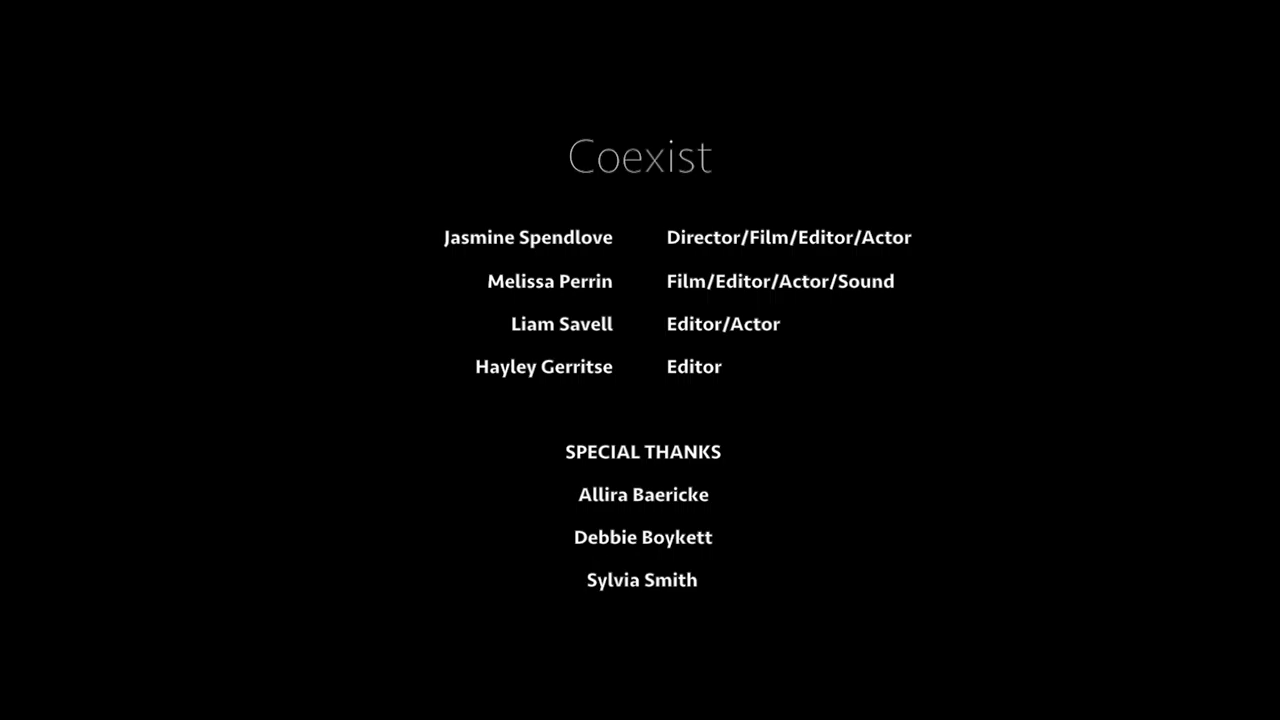 Coexist
Jasmine Spendlove Director/Film/Editor/Actor
Melissa Perrin Film/Editor/Actor/Sound
Liam Savell Editor/Actor
Hayley Gerritse Editor
SPECIAL THANKS
Allira Baericke
Debbie Boykett
Sylvia Smith